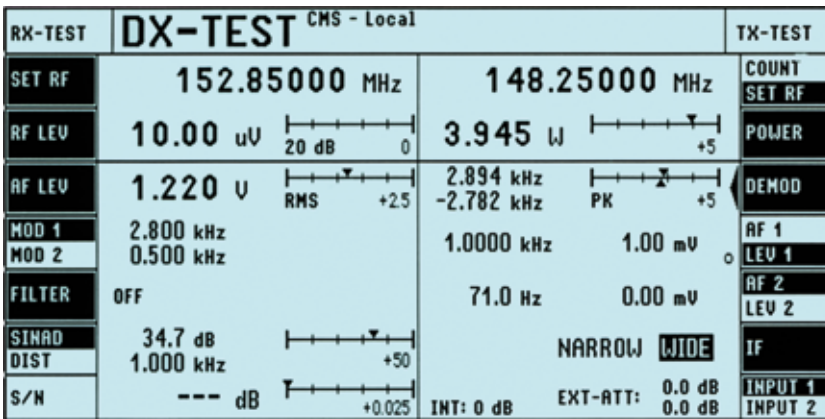 RX-TEST DX-TEST CMS - Local TX-TEST
SET RF 152.85000 MHz 148.25000 MHz COUNT
SET RF
RF LEV 10.00 uV 20 dB 0 3.945 W +5 POWER
AF LEV 1.220 V RMS +2.5 2.894 kHz
-2.782 kHz PK +5 DEMOD
MOD 1 2.800 kHz
MOD 2 0.500 kHz
1.0000 kHz 1.00 mV AF 1
LEV 1
FILTER OFF 71.0 Hz 0.00 mV AF 2
LEV 2
SINAD 34.7 dB
DIST 1.000 kHz +50 NARROW WIDE IF
S/N --- dB +0.025 INT: 0 dB EXT-ATT: 0.0 dB INPUT 1
0.0 dB INPUT 2